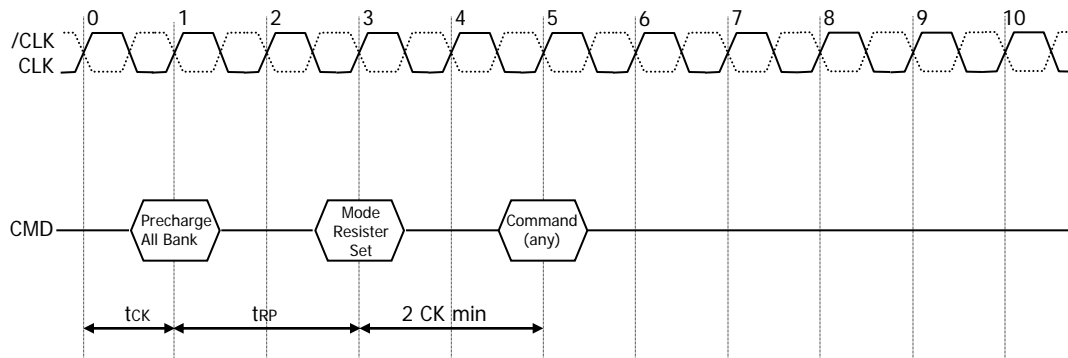 0 1 2 3 4 5 6 7 8 9 10
/CLK
CLK
CMD
Precharge
All Bank
Mode
Resister
Set
Command
(any)
tCK
tRP
2 CK min